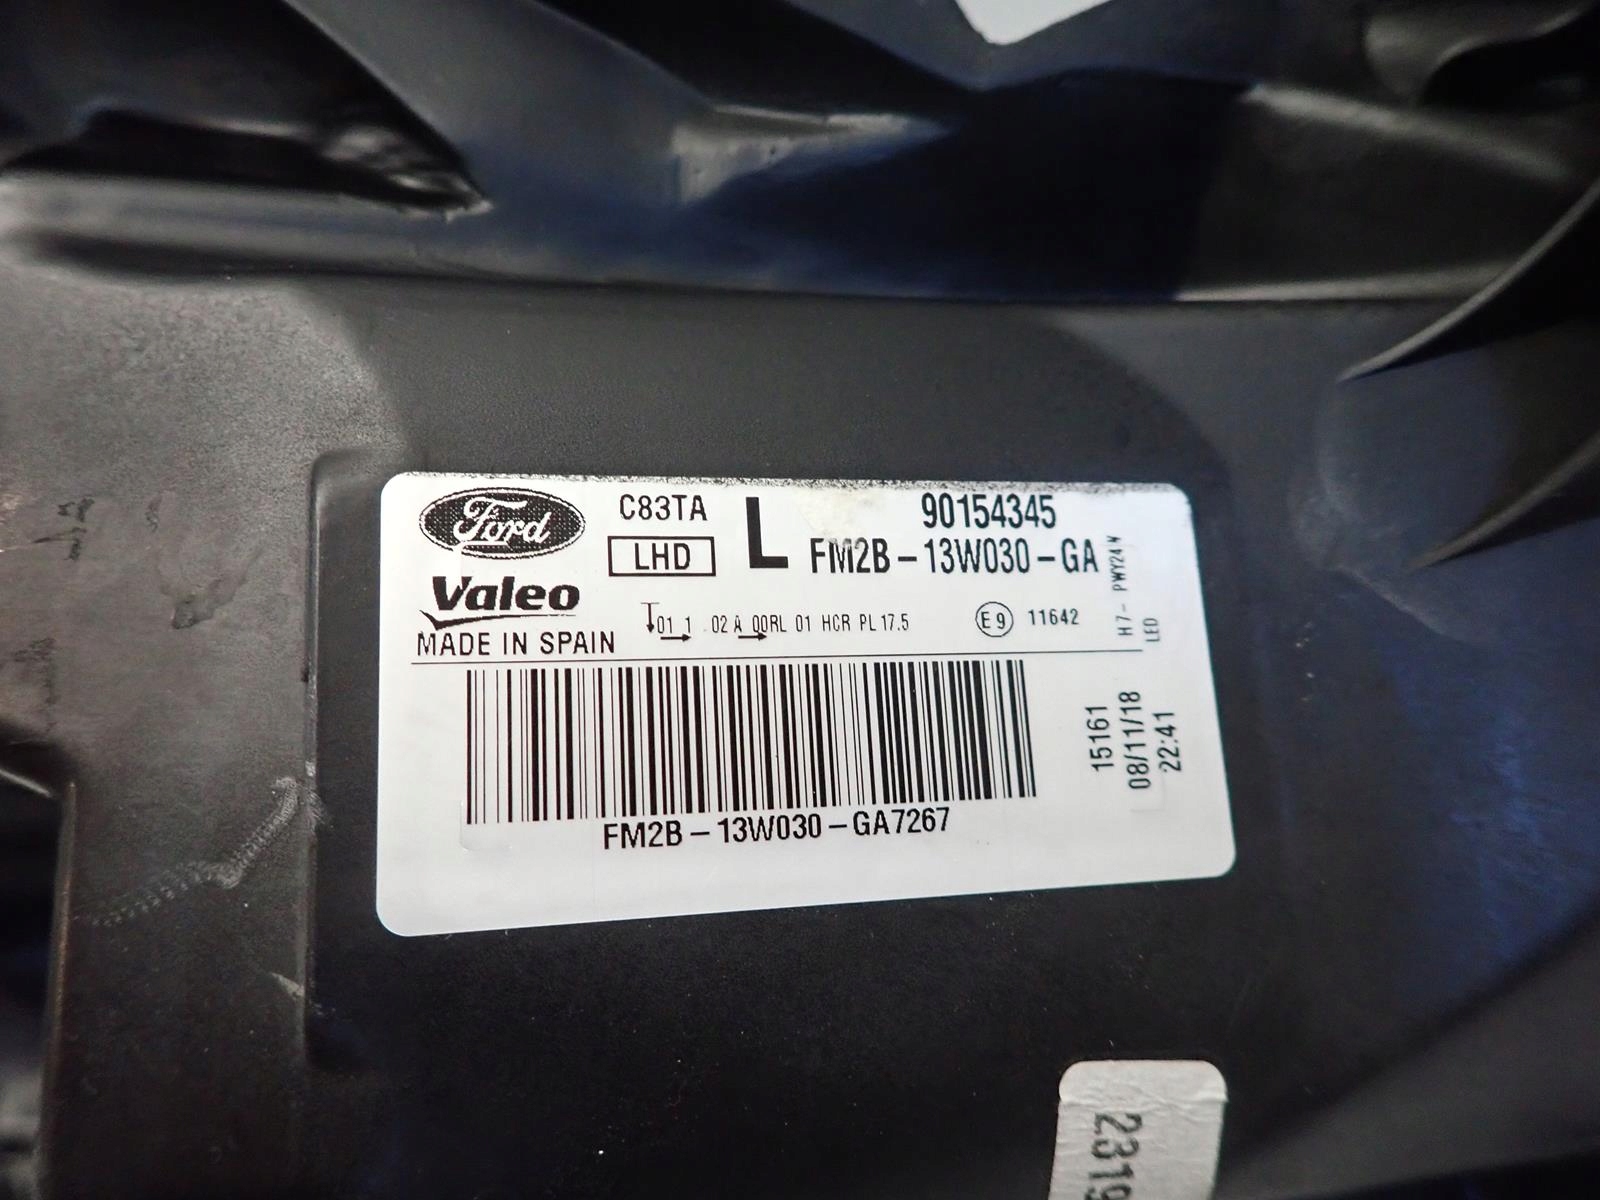 Ford
C83TA
L
90154345
LHD
FM2B-13W030-GA
Valeo
MADE IN SPAIN
01 1 02 A 00RL 01 HCR PL 17.5
E9 11642
H7 - PWY24W
LED
FM2B-13W030-GA7267
15161
08/11/18
22:41
2319